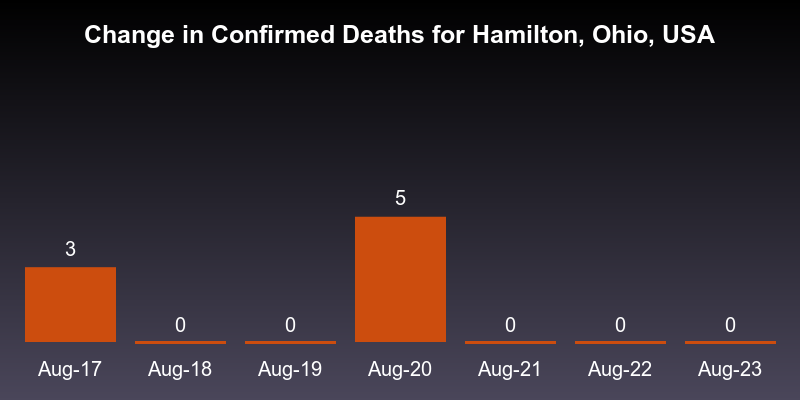 Change in Confirmed Deaths for Hamilton, Ohio, USA
5
3
0 0 0 0 0
Aug-17 Aug-18 Aug-19 Aug-20 Aug-21 Aug-22 Aug-23